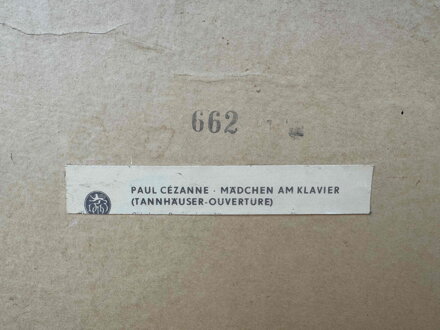 662
PAUL CÉZANNE · MÄDCHEN AM KLAVIER
(TANNHÄUSER-OUVERTURE)